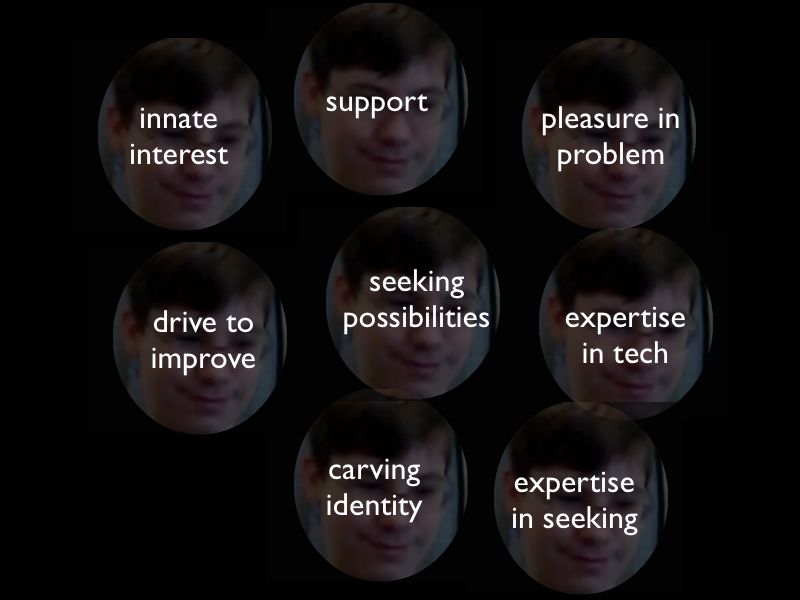 innate
interest
support
pleasure in
problem
drive to
improve
seeking
possibilities
expertise
in tech
carving
identity
expertise
in seeking